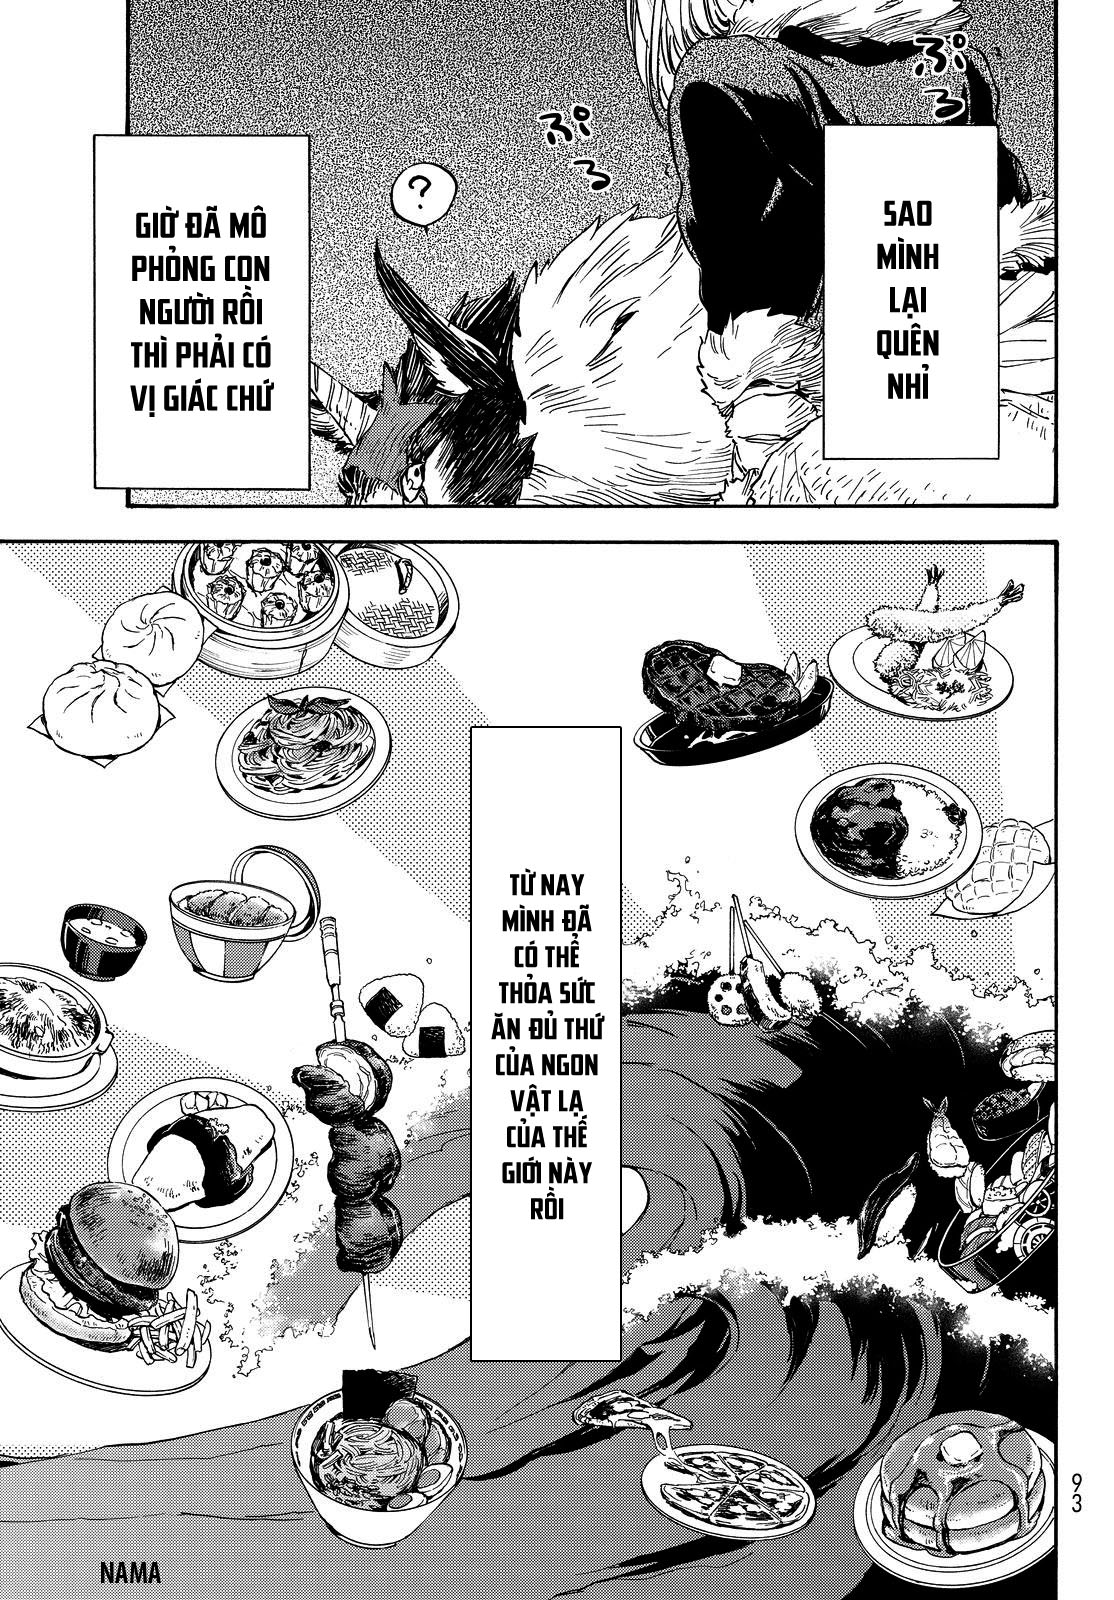 ぷる
ぷる
SAO
MÌNH
LẠI
QUÊN
NHỈ
?
GIỜ ĐÃ MÔ
PHỎNG CON
NGƯỜI RỒI
THÌ PHẢI CÓ
VỊ GIÁC CHỨ
TỪ NAY
MÌNH ĐÃ
CÓ THỂ
THỎA SỨC
ĂN ĐỦ THỨ
CỦA NGON
VẬT LẠ
CỦA THẾ
GIỚI NÀY
RỒI
93
NAMA